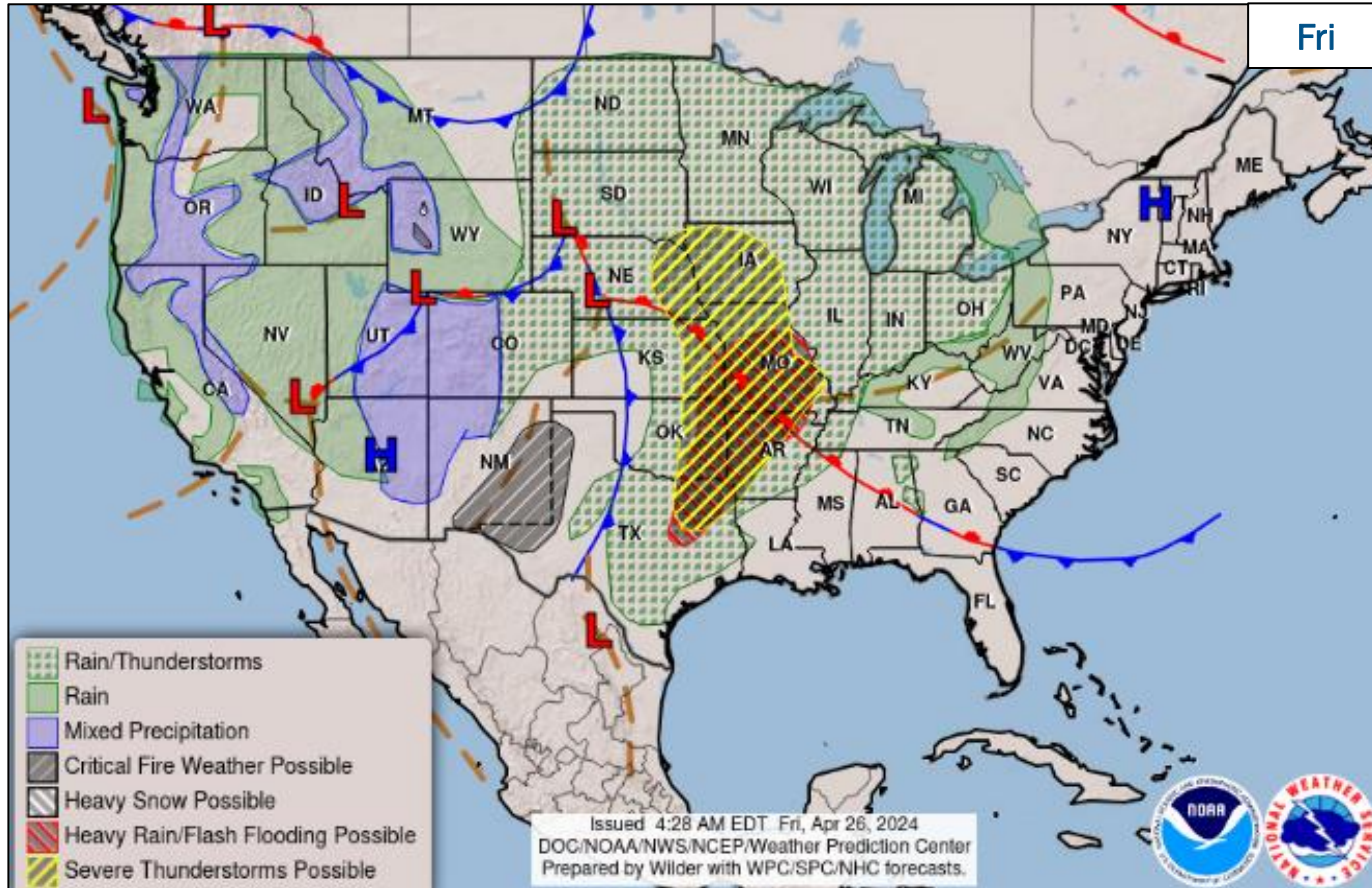 Fri
L
L
WA
MT
ND
MN
ME
OR
ID
L
WY
SD
WI
MI
H
VT
NH
NY
MA
CT
RI
L
L
L
NE
IA
PA
NJ
NV
UT
CO
KS
MO
IL
IN
OH
MD
DE
DC
WV
VA
KY
CA
L
H
AZ
NM
OK
AR
TN
NC
SC
TX
LA
MS
AL
GA
FL
L
Rain/Thunderstorms
Rain
Mixed Precipitation
Critical Fire Weather Possible
Heavy Snow Possible
Heavy Rain/Flash Flooding Possible
Severe Thunderstorms Possible
Issued 4:28 AM EDT Fri, Apr 26, 2024
DOC/NOAA/NWS/NCEP/Weather Prediction Center
Prepared by Wilder with WPC/SPC/NHC forecasts.
NOAA
NATIONAL WEATHER SERVICE